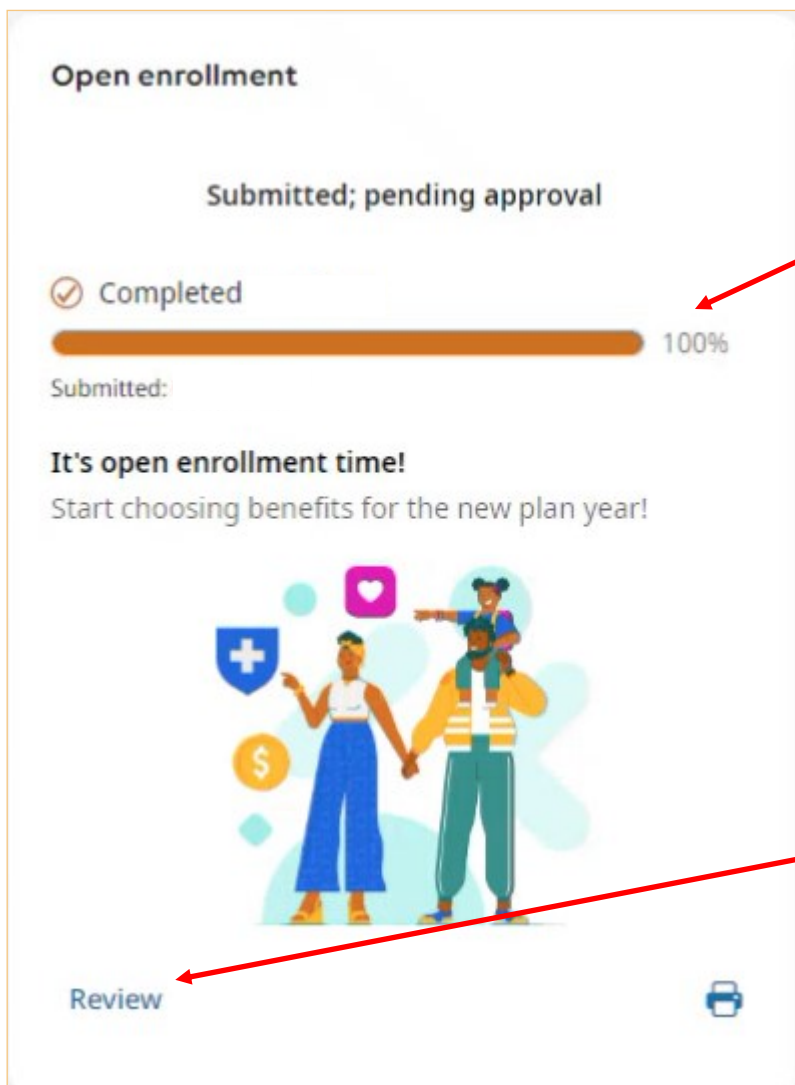 Open enrollment
Submitted; pending approval
Completed
100%
Submitted:
It's open enrollment time!
Start choosing benefits for the new plan year!
$
Review